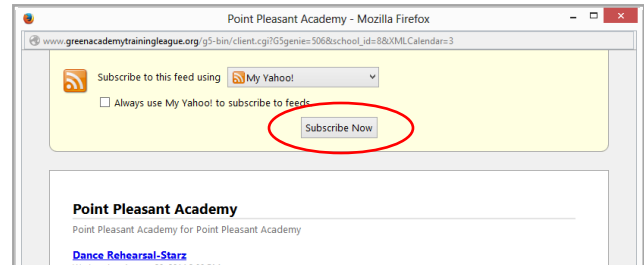 Point Pleasant Academy - Mozilla Firefox
www.greenacademytrainingleague.org/g5-bin/client.cgi?G5genie=506&school_id=8&XMLCalendar=3
Subscribe to this feed using My Yahoo!
Always use My Yahoo! to subscribe to feeds.
Subscribe Now
Point Pleasant Academy
Point Pleasant Academy for Point Pleasant Academy
Dance Rehearsal-Starz